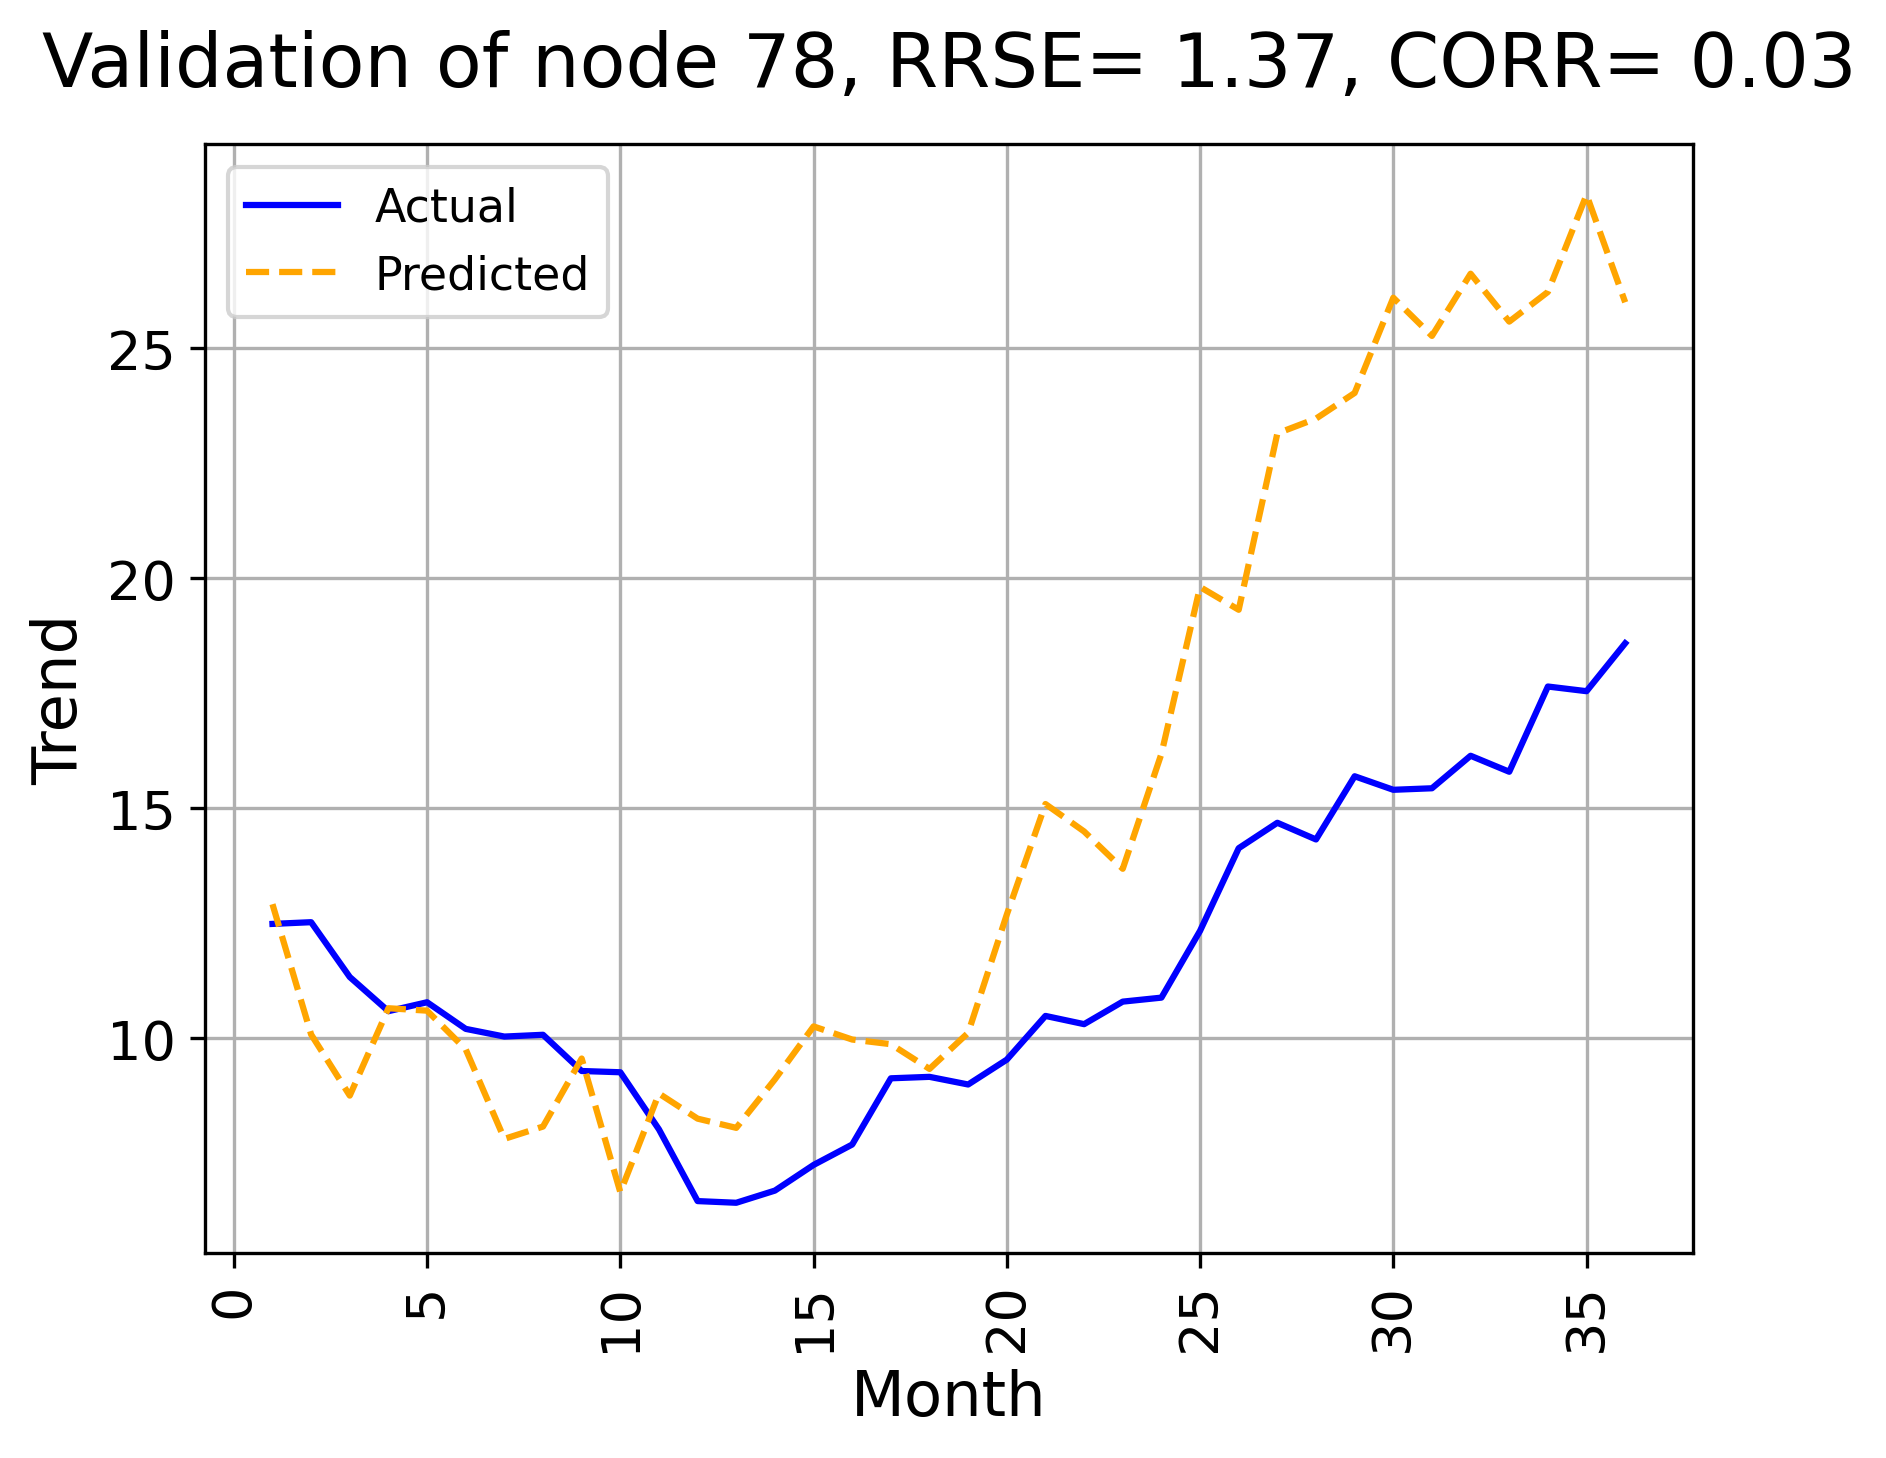 Validation of node 78, RRSE= 1.37, CORR= 0.03
Actual
Predicted
25
20
15
10
Trend
0
5
10
15
20
25
30
35
Month